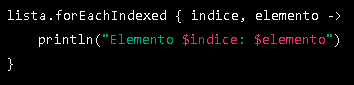 lista.forEachIndexed { indice, elemento ->
    println("Elemento $indice: $elemento")
}